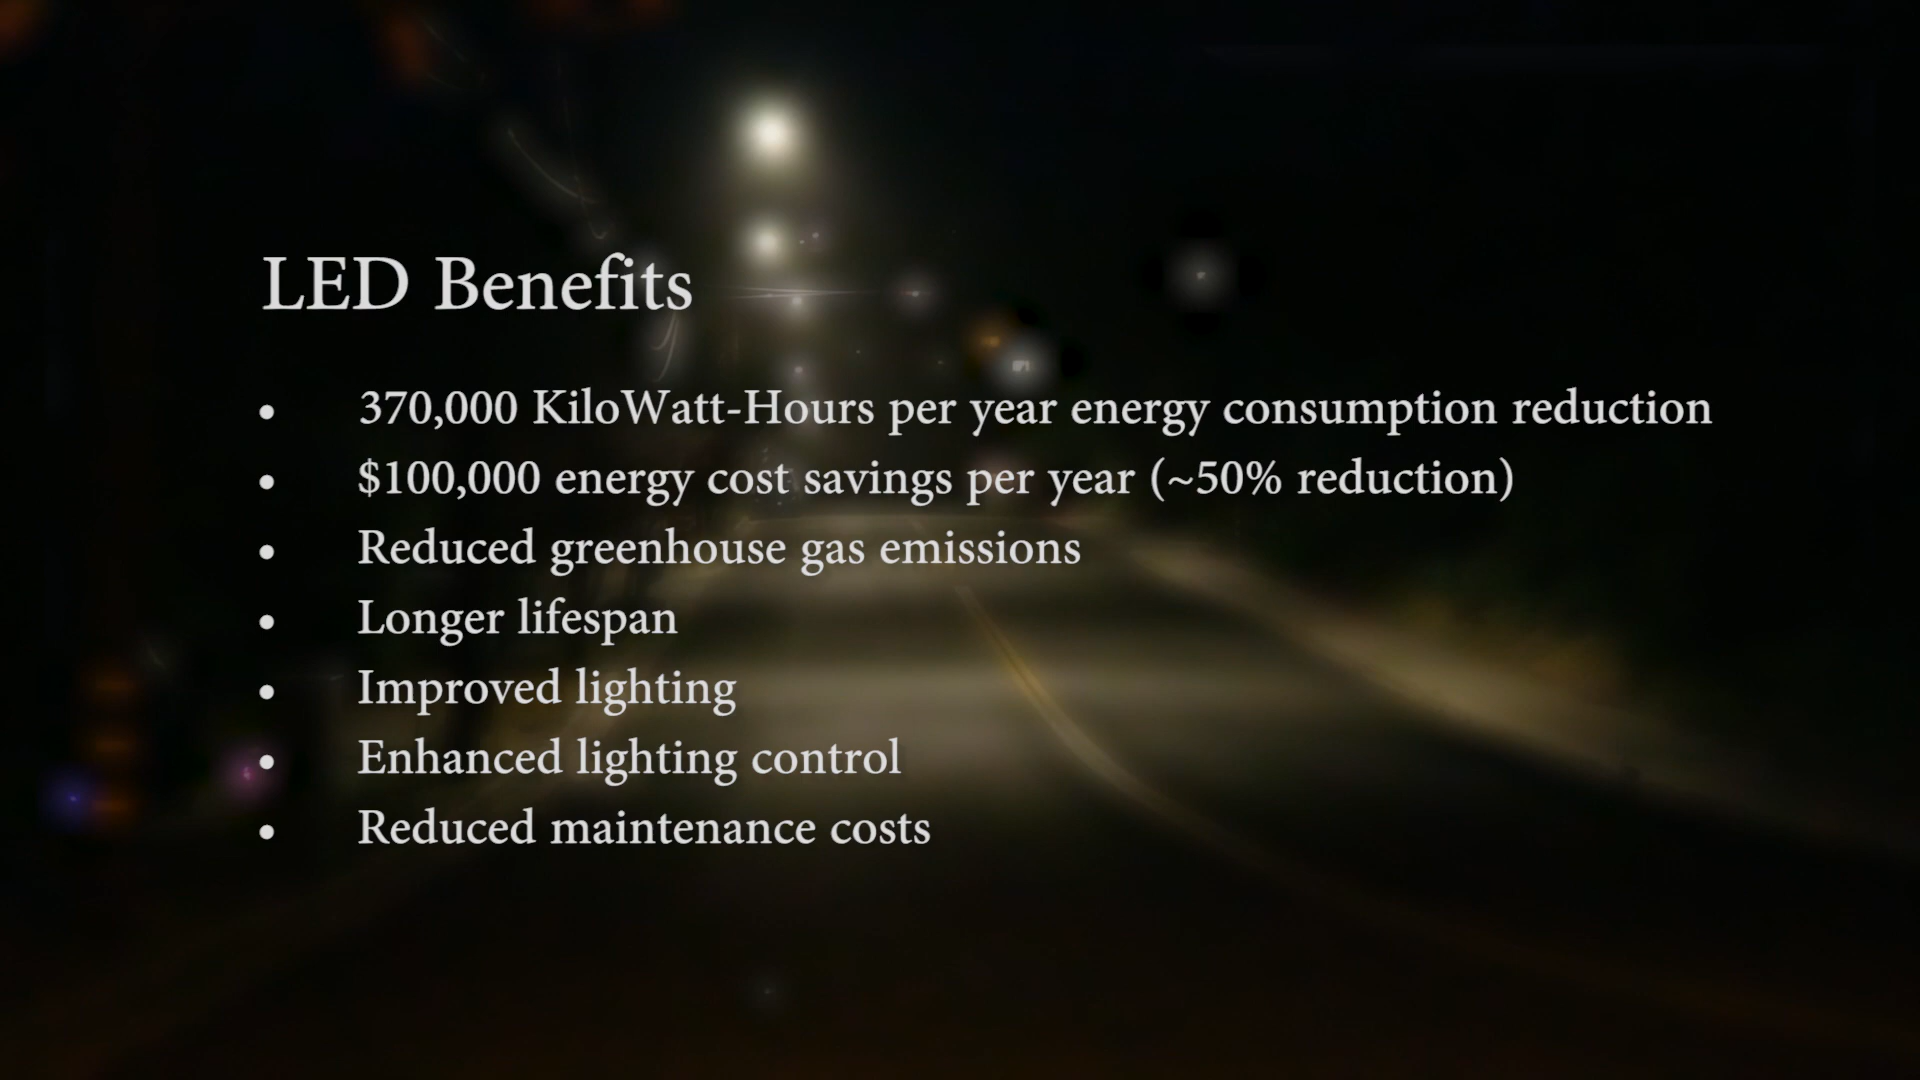 LED Benefits
• 370,000 KiloWatt-Hours per year energy consumption reduction
• $100,000 energy cost savings per year (~50% reduction)
• Reduced greenhouse gas emissions
• Longer lifespan
• Improved lighting
• Enhanced lighting control
• Reduced maintenance costs